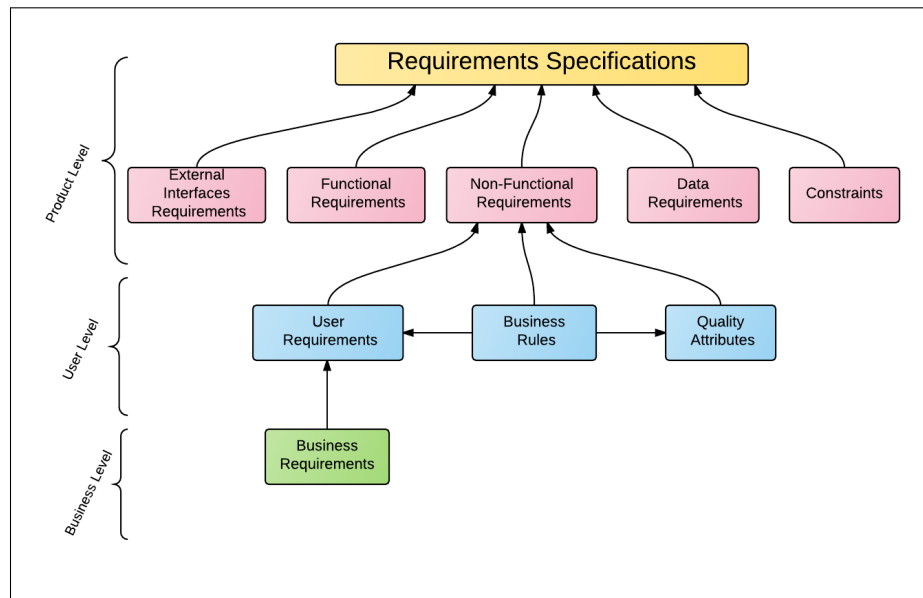 Requirements Specifications
Product Level
External
Interfaces
Requirements
Functional
Requirements
Non-Functional
Requirements
Data
Requirements
Constraints
User Level
User
Requirements
Business
Rules
Quality
Attributes
Business Level
Business
Requirements